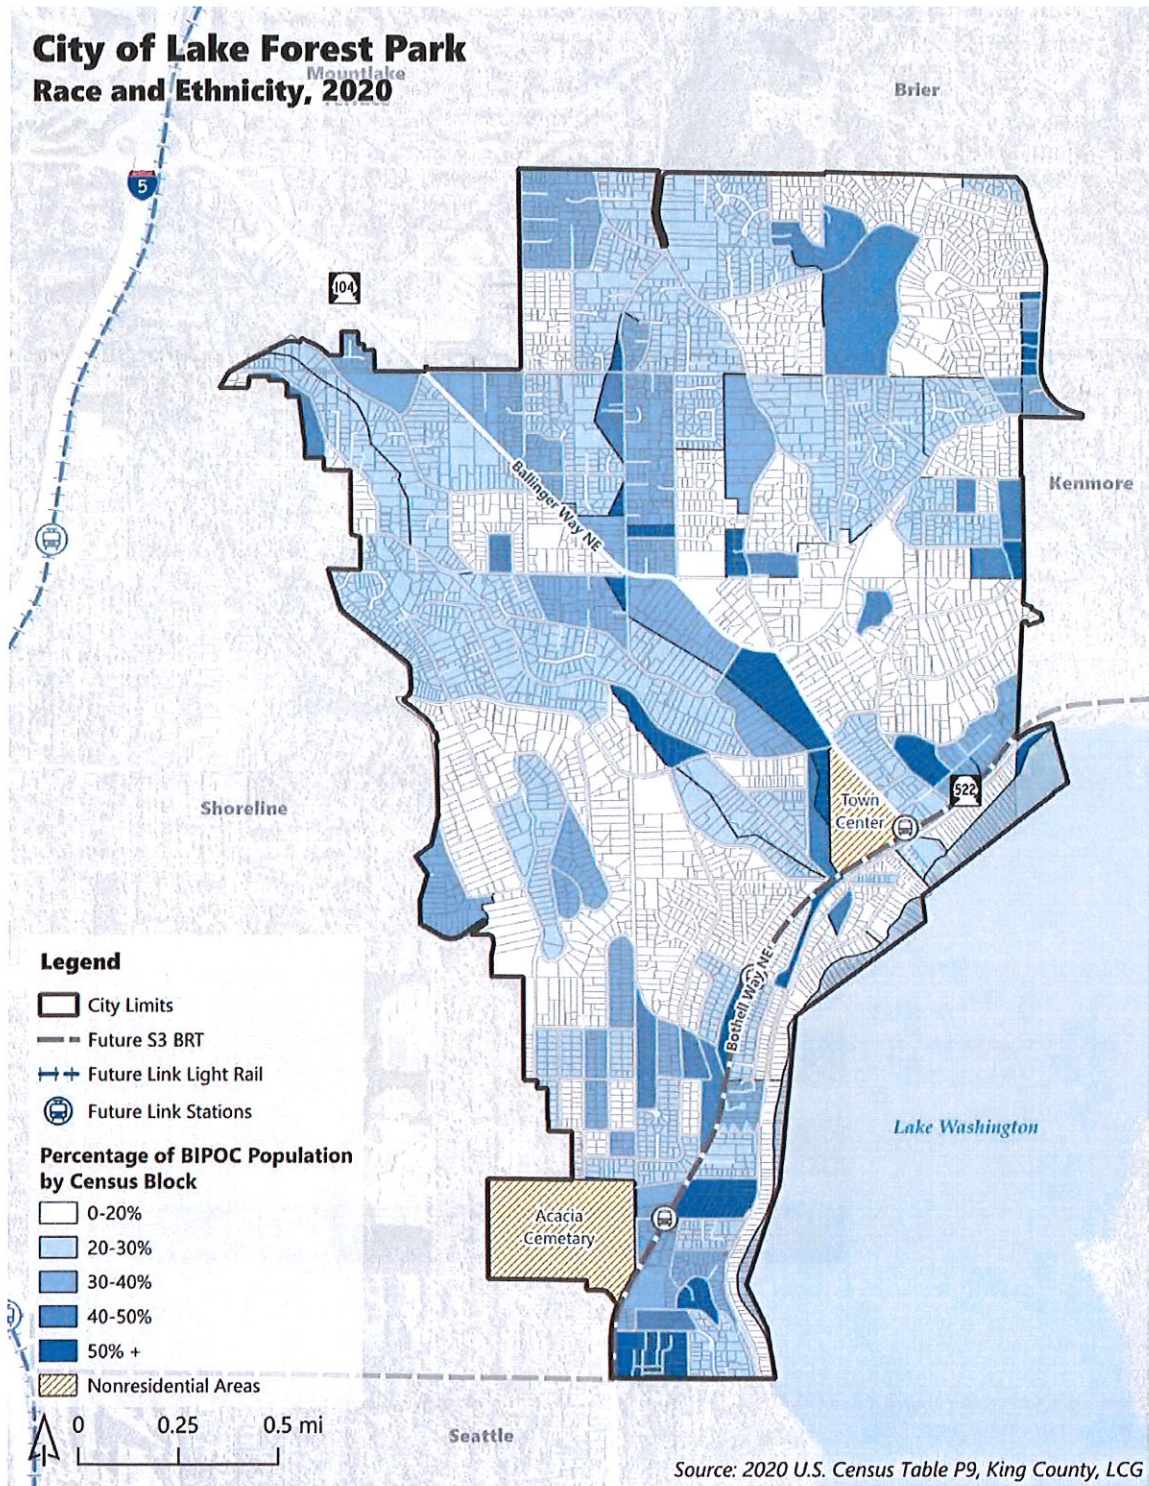 City of Lake Forest Park
Mountlake
Terrace
Race and Ethnicity, 2020
Brier
5
104
Ballinger Way NE
Kenmore
Shoreline
Town
Center
522
Bothell Way NE
Lake Washington
Acacia
Cemetary
Seattle
Legend
City Limits
Future S3 BRT
Future Link Light Rail
Future Link Stations
Percentage of BIPOC Population
by Census Block
0-20%
20-30%
30-40%
40-50%
50% +
Nonresidential Areas
0 0.25 0.5 mi
Source: 2020 U.S. Census Table P9, King County, LCG